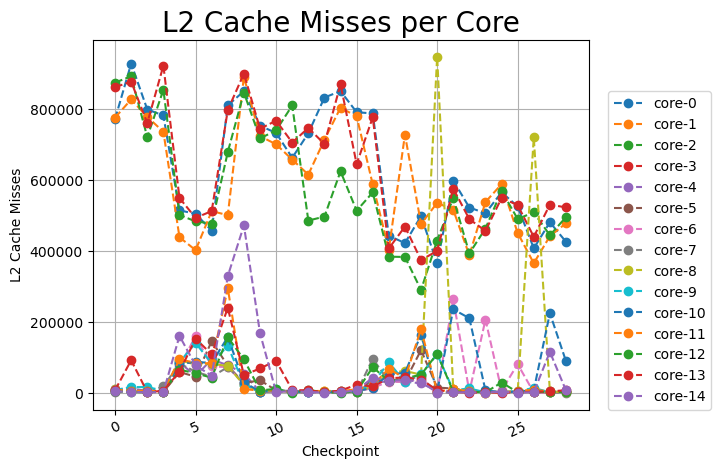 L2 Cache Misses per Core
L2 Cache Misses
800000
600000
400000
200000
0
0
5
10
15
20
25
Checkpoint
core-0
core-1
core-2
core-3
core-4
core-5
core-6
core-7
core-8
core-9
core-10
core-11
core-12
core-13
core-14